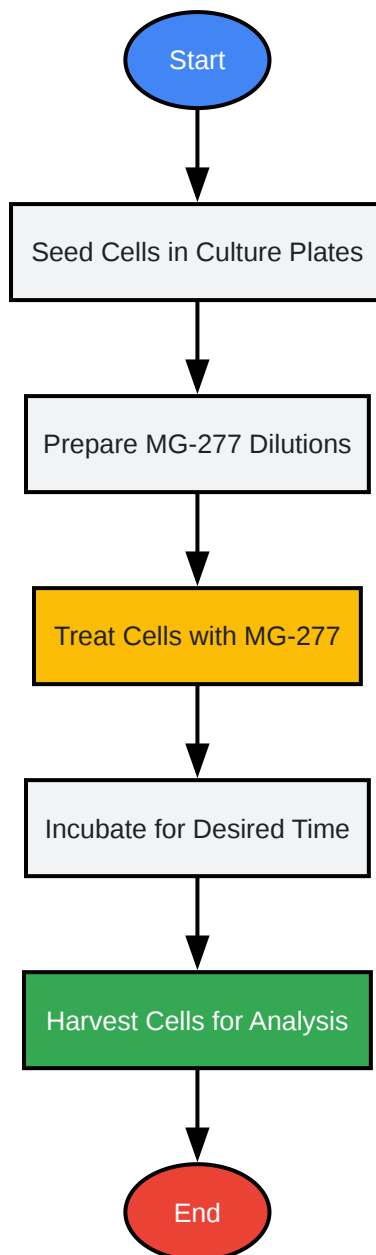 Start
Seed Cells in Culture Plates
Prepare MG-277 Dilutions
Treat Cells with MG-277
Incubate for Desired Time
Harvest Cells for Analysis
End